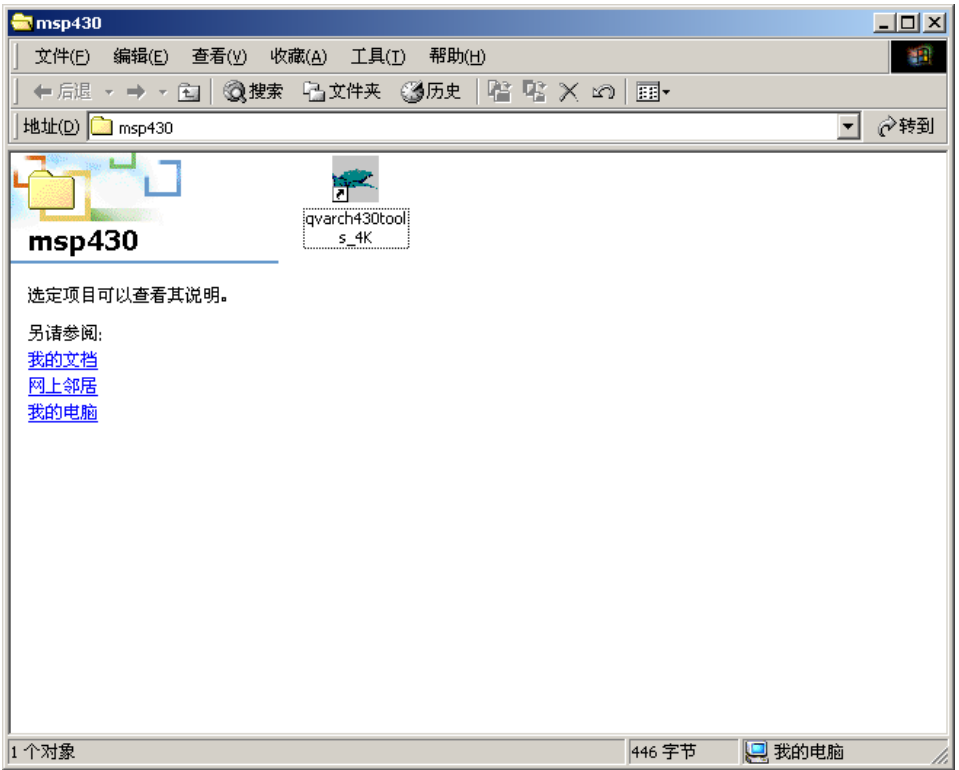 msp430
文件(F) 编辑(E) 查看(V) 收藏(A) 工具(T) 帮助(H)
后退 搜索 文件夹 历史
地址(D) msp430 转到
msp430
qvarch430tool
s_4K
选定项目可以查看其说明。
另请参阅:
我的文档
网上邻居
我的电脑
1 个对象 446 字节 我的电脑